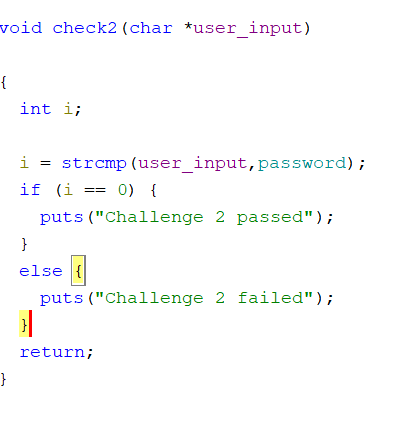 void check2(char *user_input)
{
int i;
i = strcmp(user_input,password);
if (i == 0) {
puts("Challenge 2 passed");
}
else {
puts("Challenge 2 failed");
}
return;
}